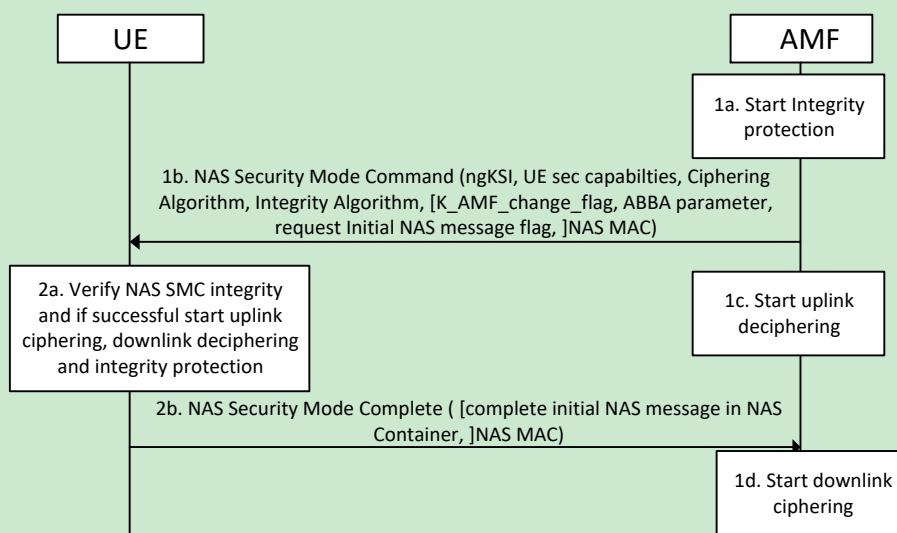 UE
AMF
1a. Start Integrity
protection
1b. NAS Security Mode Command (ngKSI, UE sec capabilties, Ciphering
Algorithm, Integrity Algorithm, [K_AMF_change_flag, ABBA parameter,
request Initial NAS message flag, ]NAS MAC)
2a. Verify NAS SMC integrity
and if successful start uplink
ciphering, downlink deciphering
and integrity protection
1c. Start uplink
deciphering
2b. NAS Security Mode Complete ( [complete initial NAS message in NAS
Container, ]NAS MAC)
1d. Start downlink
ciphering